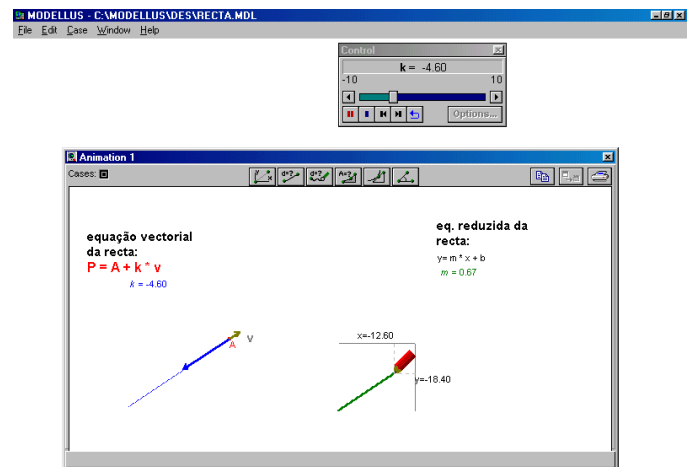 MODELLUS - C:\MODELLUS\DES\RECTA.MDL
File Edit Case Window Help
Control
k = -4.60
-10 10
Options...
Animation 1
Cases:
equação vectorial
da recta:
P = A + k * v
k = -4.60
eq. reduzida da
recta:
y= m * x + b
m = 0.67
A
V
x=-12.60
y=-18.40